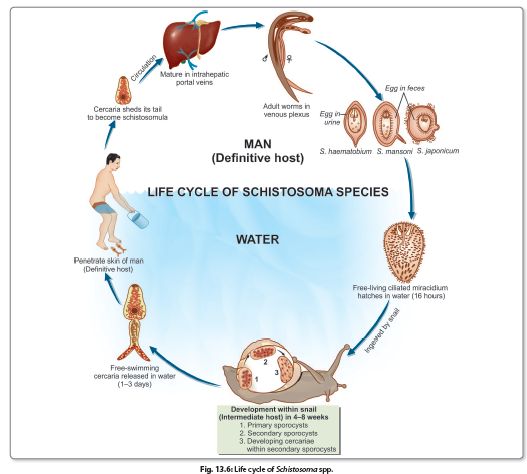 Circulation
Mature in intrahepatic
portal veins
♂
♀
Adult worms in
venous plexus
Egg in feces
Egg in
urine
S. haematobium
S. mansoni
S. japonicum
Cercaria sheds its tail
to become schistosomula
MAN
(Definitive host)
LIFE CYCLE OF SCHISTOSOMA SPECIES
WATER
Penetrate skin of man
(Definitive host)
Free-living ciliated miracidium
hatches in water (16 hours)
Ingested by snail
Free-swimming
cercaria released in water
(1–3 days)
1
2
3
Development within snail
(Intermediate host) in 4–8 weeks
1. Primary sporocysts
2. Secondary sporocysts
3. Developing cercariae
within secondary sporocysts
Fig. 13.6: Life cycle of Schistosoma spp.